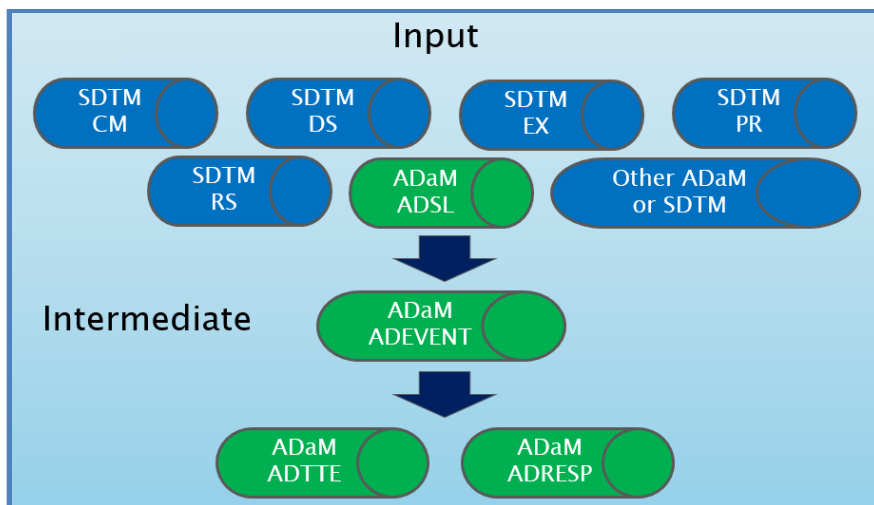 Input
SDTM
CM
SDTM
DS
SDTM
EX
SDTM
PR
SDTM
RS
ADaM
ADSL
Other ADaM
or SDTM
Intermediate
ADaM
ADEVENT
ADaM
ADTTE
ADaM
ADRESP